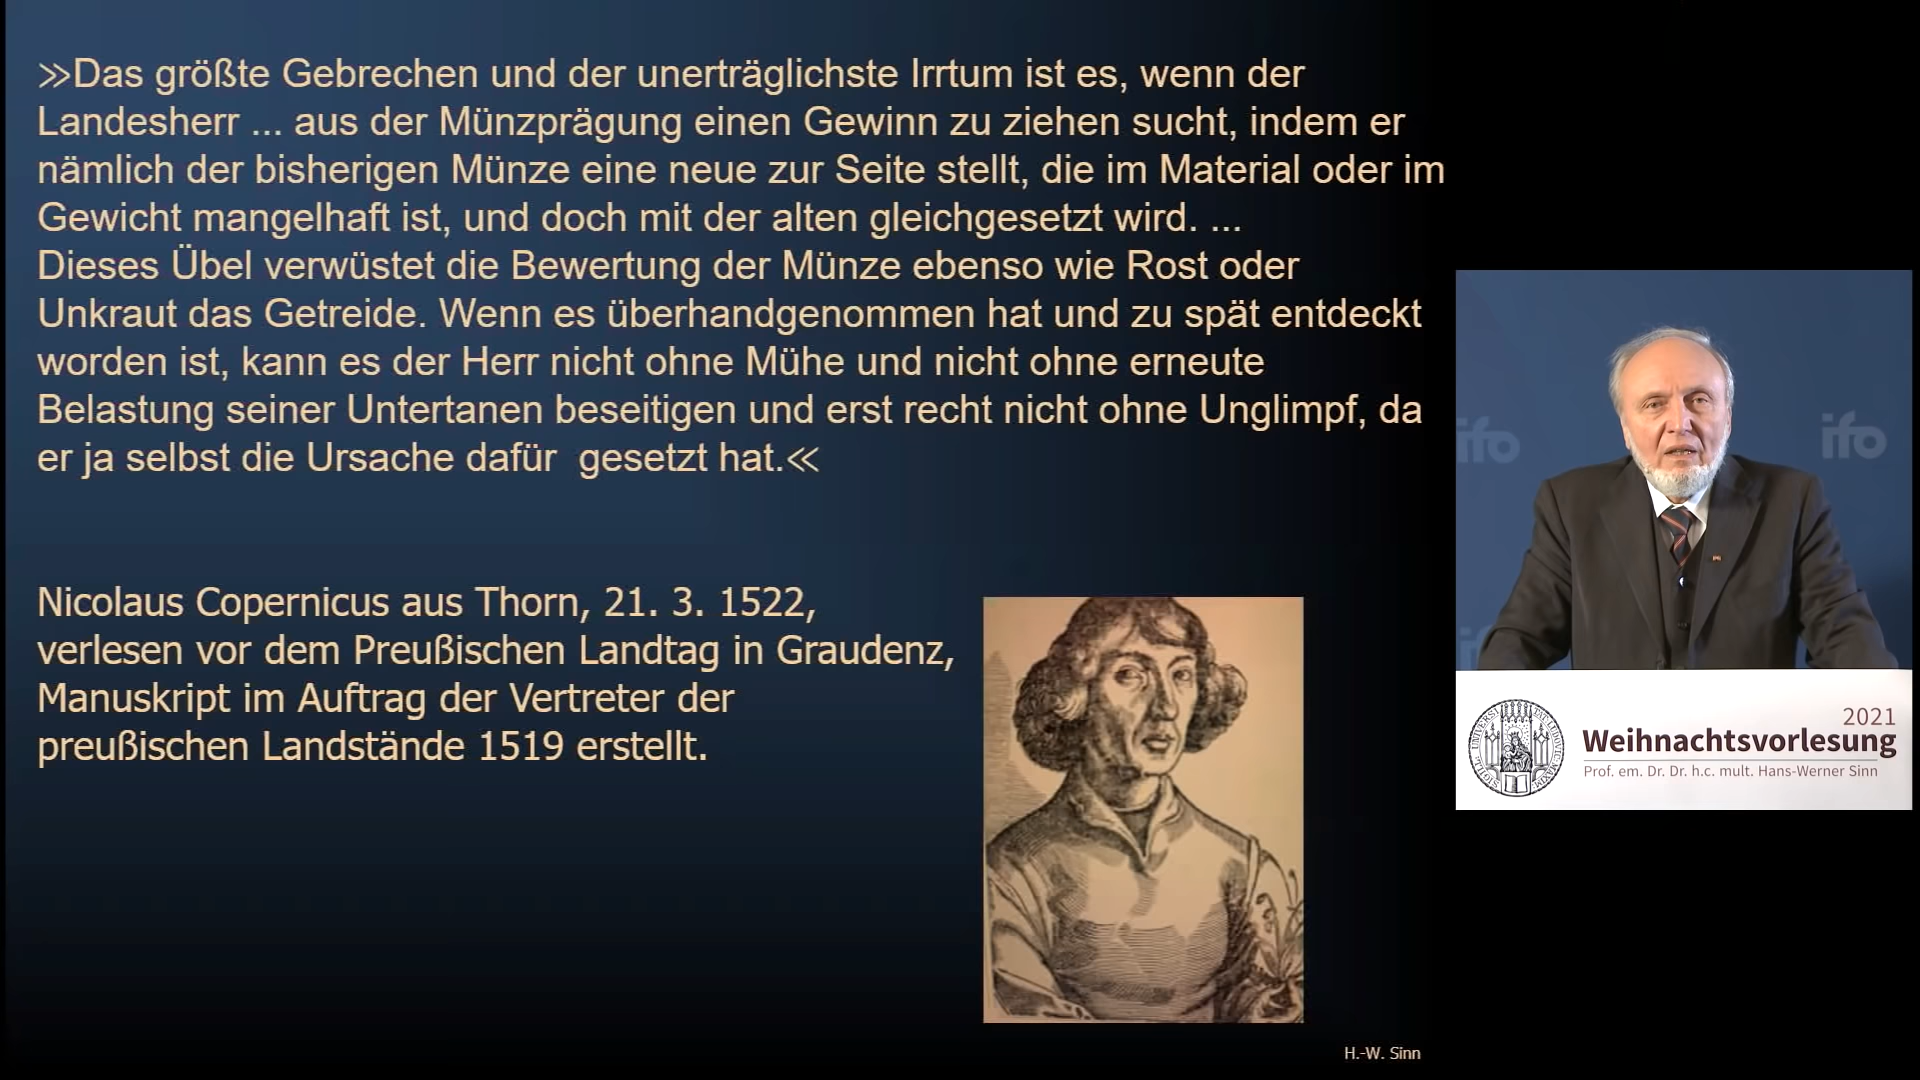 ≫Das größte Gebrechen und der unerträglichste Irrtum ist es, wenn der
Landesherr ... aus der Münzprägung einen Gewinn zu ziehen sucht, indem er
nämlich der bisherigen Münze eine neue zur Seite stellt, die im Material oder im
Gewicht mangelhaft ist, und doch mit der alten gleichgesetzt wird. ...
Dieses Übel verwüstet die Bewertung der Münze ebenso wie Rost oder
Unkraut das Getreide. Wenn es überhandgenommen hat und zu spät entdeckt
worden ist, kann es der Herr nicht ohne Mühe und nicht ohne erneute
Belastung seiner Untertanen beseitigen und erst recht nicht ohne Unglimpf, da
er ja selbst die Ursache dafür  gesetzt hat.≪
Nicolaus Copernicus aus Thorn, 21. 3. 1522,
verlesen vor dem Preußischen Landtag in Graudenz,
Manuskript im Auftrag der Vertreter der
preußischen Landstände 1519 erstellt.
H.-W. Sinn
ifo
ifo
2021
Weihnachtsvorlesung
Prof. em. Dr. Dr. h.c. mult. Hans-Werner Sinn